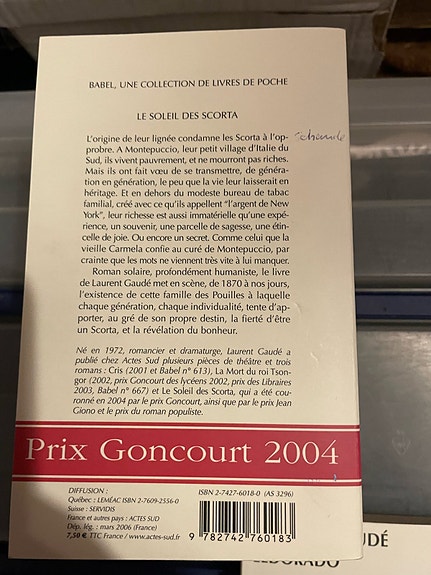 BABEL, UNE COLLECTION DE LIVRES DE POCHE
LE SOLEIL DES SCORTA
L'origine de leur lignée condamne les Scorta à l'op-
probre. A Montepuccio, leur petit village d'Italie du
Sud, ils vivent pauvrement, et ne mourront pas riches.
Mais ils ont fait vœu de se transmettre, de généra-
tion en génération, le peu que la vie leur laisserait en
héritage. Et en dehors du modeste bureau de tabac
familial, créé avec ce qu'ils appellent "l'argent de New
York", leur richesse est aussi immatérielle qu'une expé-
rience, un souvenir, une parcelle de sagesse, une étin-
celle de joie. Ou encore un secret. Comme celui que la
vieille Carmela confie au curé de Montepuccio, par
crainte que les mots ne viennent très vite à lui manquer.
Roman solaire, profondément humaniste, le livre
de Laurent Gaudé met en scène, de 1870 à nos jours,
l'existence de cette famille des Pouilles à laquelle
chaque génération, chaque individualité, tente d'ap-
porter, au gré de son propre destin, la fierté d'être
un Scorta, et la révélation du bonheur.
Né en 1972, romancier et dramaturge, Laurent Gaudé a
publié chez Actes Sud plusieurs pièces de théâtre et trois
romans : Cris (2001 et Babel n° 613), La Mort du roi Tson-
gor (2002, prix Goncourt des lycéens 2002, prix des Libraires
2003, Babel n° 667) et Le Soleil des Scorta, qui a été cou-
ronné en 2004 par le prix Goncourt, ainsi que par le prix Jean
Giono et le prix du roman populiste.
Prix Goncourt 2004
DIFFUSION :
Québec : LEMÉAC ISBN 2-7609-2556-0
Suisse : SERVIDIS
France et autres pays : ACTES SUD
Dép. lég. : mars 2006 (France)
7,50 € TTC France / www.actes-sud.fr
ISBN 2-7427-6018-0 (AS 3296)
9 782742 760183